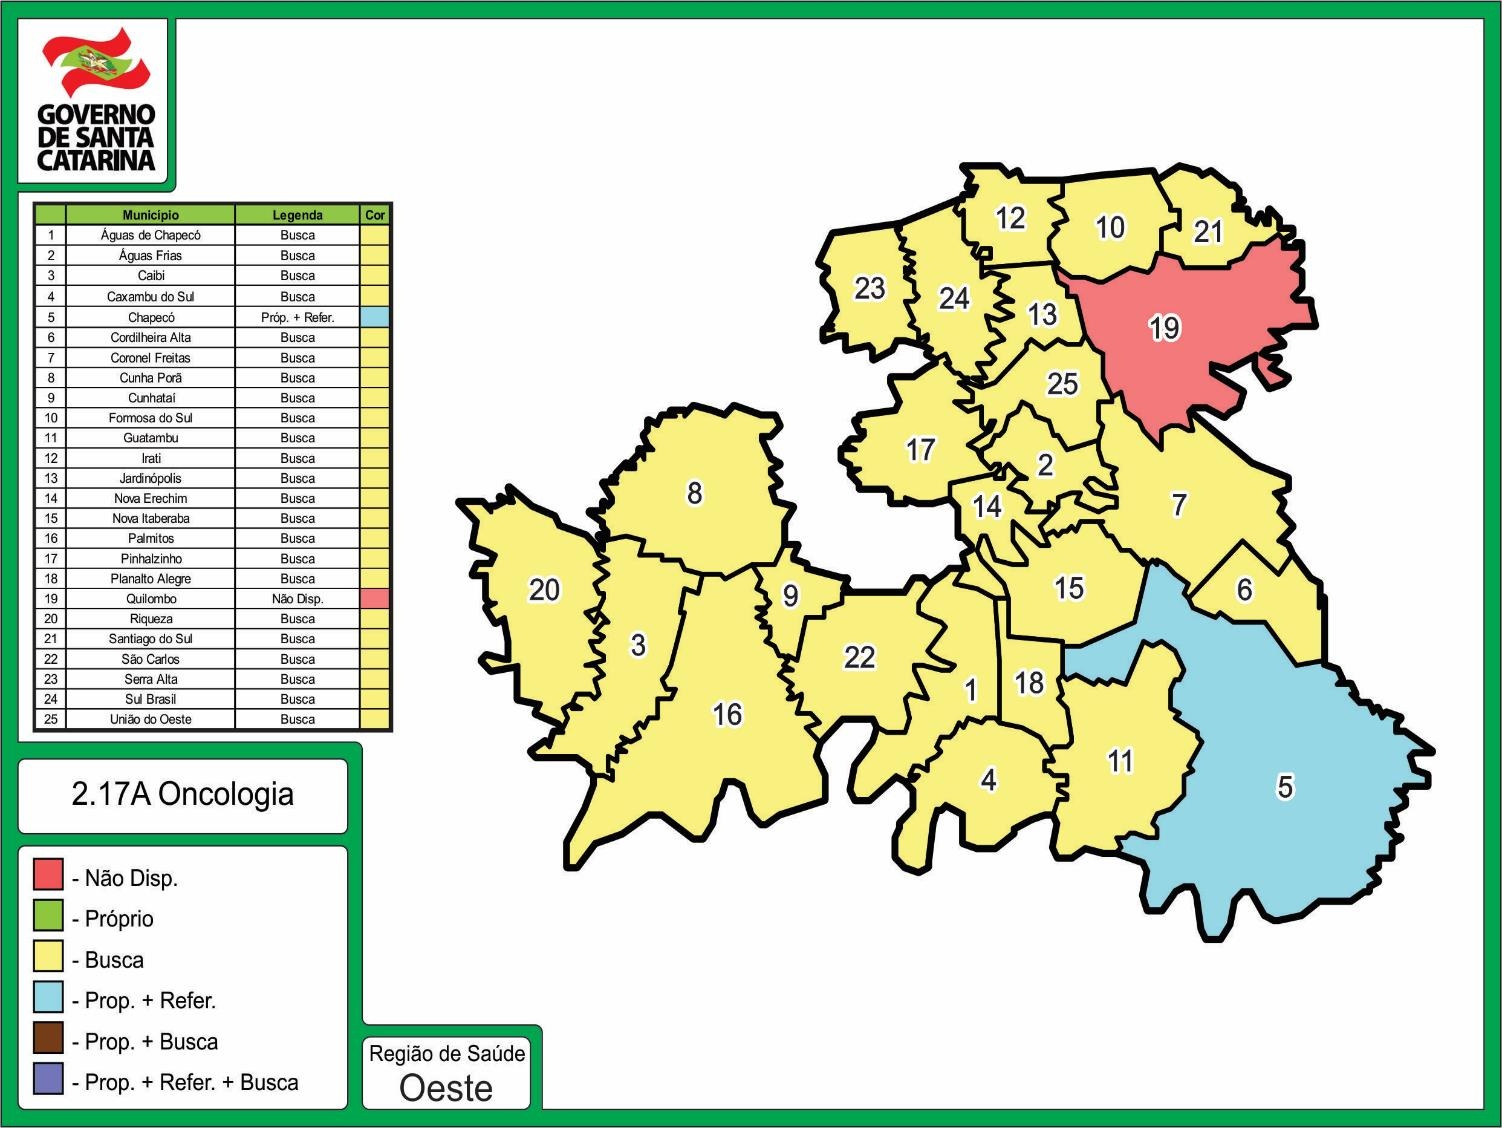 GOVERNO
DE SANTA
CATARINA
Municipio Legenda Cor
1 Águas de Chapecó Busca
2 Águas Frias Busca
3 Caibi Busca
4 Caxambu do Sul Busca
5 Chapecó Próp. + Refer.
6 Cordilheira Alta Busca
7 Coronel Freitas Busca
8 Cunha Porã Busca
9 Cunhataí Busca
10 Formosa do Sul Busca
11 Guatambu Busca
12 Irati Busca
13 Jardinópolis Busca
14 Nova Erechim Busca
15 Nova Itaberaba Busca
16 Palmitos Busca
17 Pinhalzinho Busca
18 Planalto Alegre Busca
19 Quilombo Não Disp.
20 Riqueza Busca
21 Santiago do Sul Busca
22 São Carlos Busca
23 Serra Alta Busca
24 Sul Brasil Busca
25 União do Oeste Busca
2.17A Oncologia
- Não Disp.
- Próprio
- Busca
- Prop. + Refer.
- Prop. + Busca
- Prop. + Refer. + Busca
Região de Saúde
Oeste
12
10
21
23
24
13
19
25
17
2
8
14
7
20
9
15
6
3
22
1
18
16
4
11
5